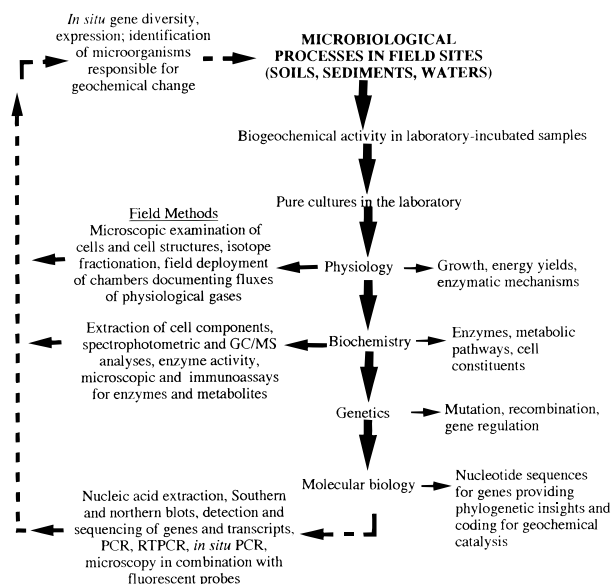 In situ gene diversity,
expression; identification
of microorganisms
responsible for
geochemical change
MICROBIOLOGICAL
PROCESSES IN FIELD SITES
(SOILS, SEDIMENTS, WATERS)
Biogeochemical activity in laboratory-incubated samples
Pure cultures in the laboratory
Field Methods
Microscopic examination of
cells and cell structures, isotope
fractionation, field deployment
of chambers documenting fluxes
of physiological gases
Physiology
Growth, energy yields,
enzymatic mechanisms
Extraction of cell components,
spectrophotometric and GC/MS
analyses, enzyme activity,
microscopic and immunoassays
for enzymes and metabolites
Biochemistry
Enzymes, metabolic
pathways, cell
constituents
Genetics
Mutation, recombination,
gene regulation
Molecular biology
Nucleotide sequences
for genes providing
phylogenetic insights and
coding for geochemical
catalysis
Nucleic acid extraction, Southern
and northern blots, detection and
sequencing of genes and transcripts,
PCR, RTPCR, in situ PCR,
microscopy in combination with
fluorescent probes